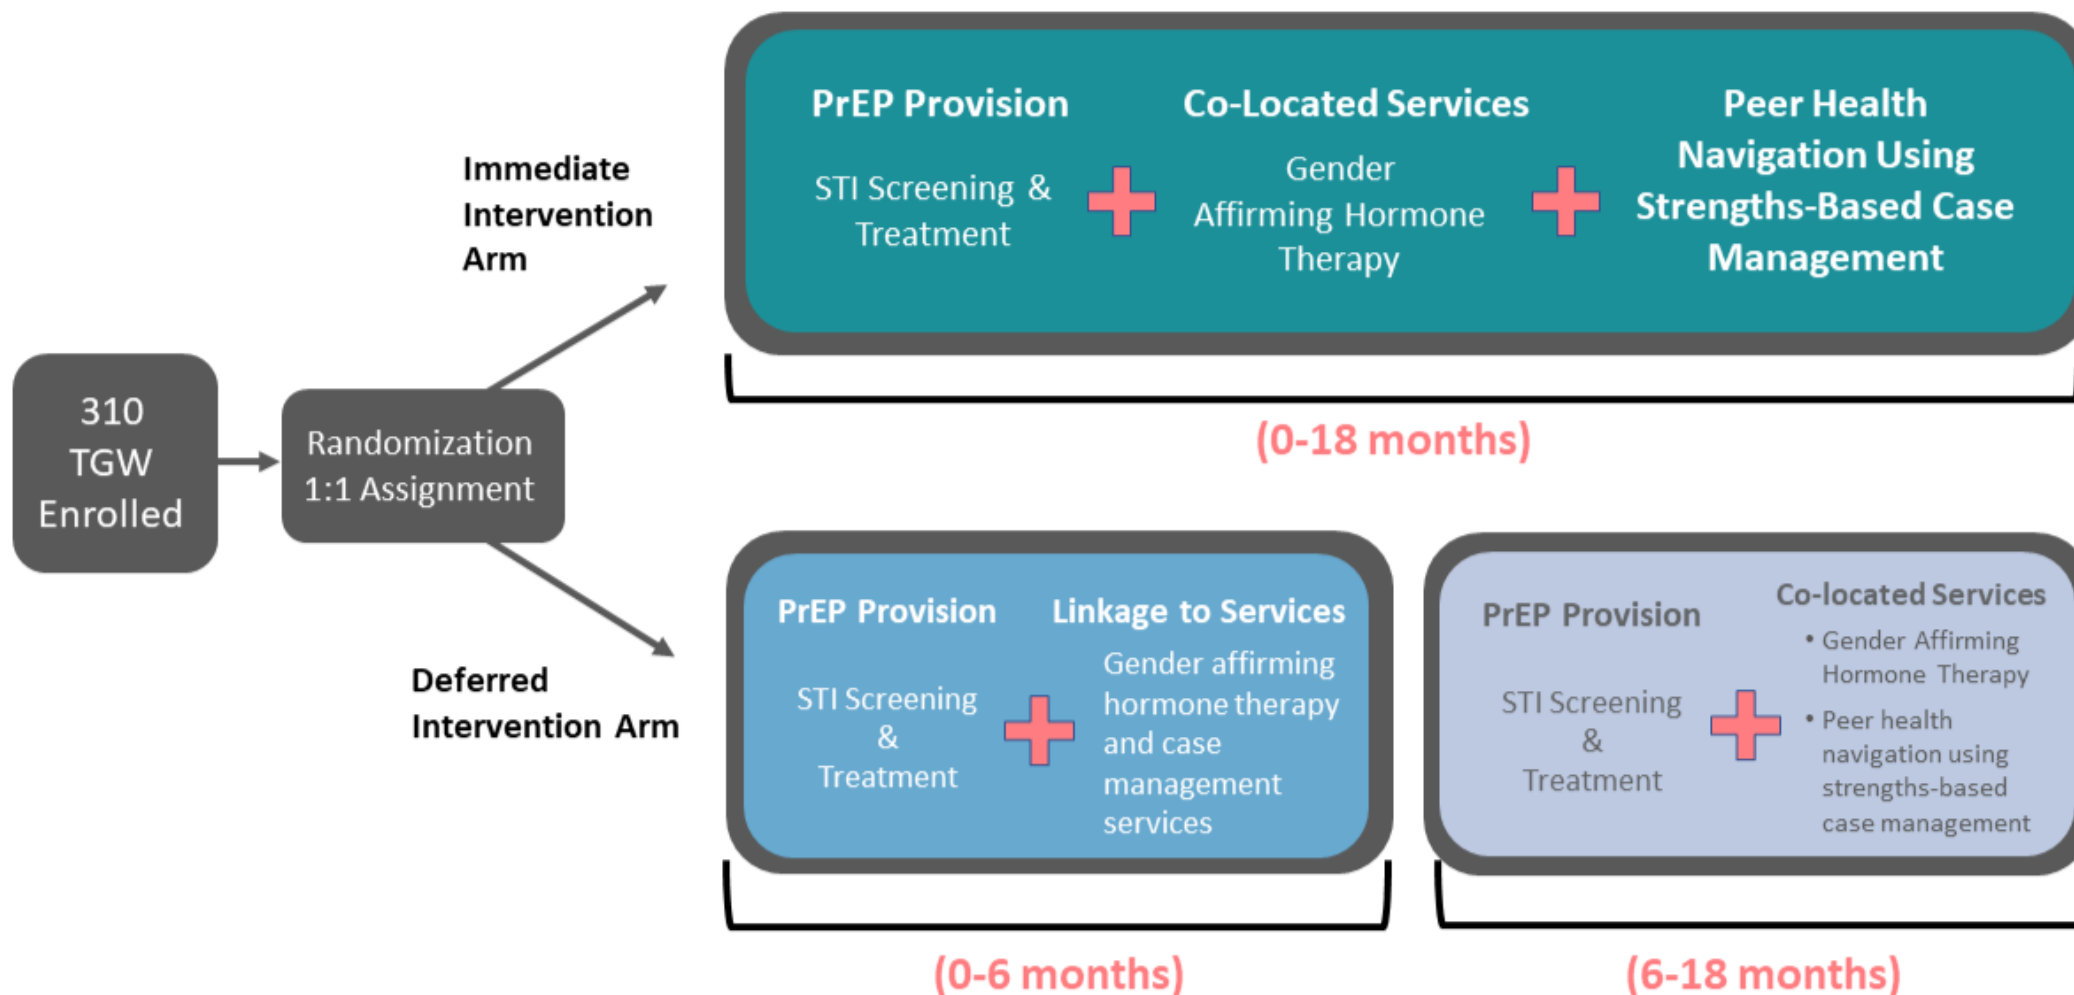 310
TGW
Enrolled
Randomization
1:1 Assignment
Immediate
Intervention
Arm
PrEP Provision
STI Screening &
Treatment
Co-Located Services
Gender
Affirming Hormone
Therapy
Peer Health
Navigation Using
Strengths-Based Case
Management
(0-18 months)
Deferred
Intervention Arm
PrEP Provision
STI Screening
&
Treatment
Linkage to Services
Gender affirming
hormone therapy
and case
management
services
(0-6 months)
PrEP Provision
STI Screening
&
Treatment
Co-located Services
• Gender Affirming
Hormone Therapy
• Peer health
navigation using
strengths-based
case management
(6-18 months)